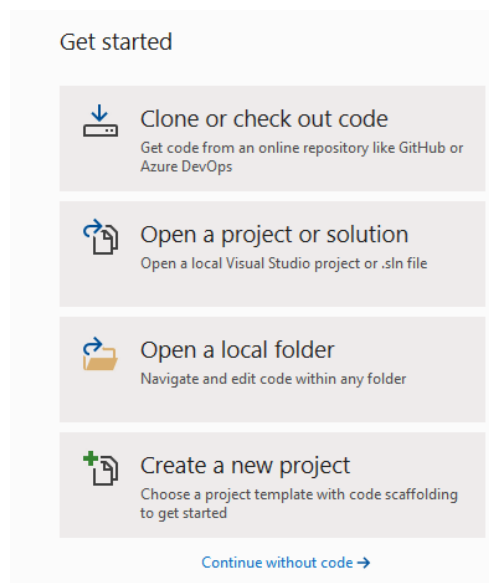 Get started
Clone or check out code
Get code from an online repository like GitHub or
Azure DevOps
Open a project or solution
Open a local Visual Studio project or .sln file
Open a local folder
Navigate and edit code within any folder
Create a new project
Choose a project template with code scaffolding
to get started
Continue without code →